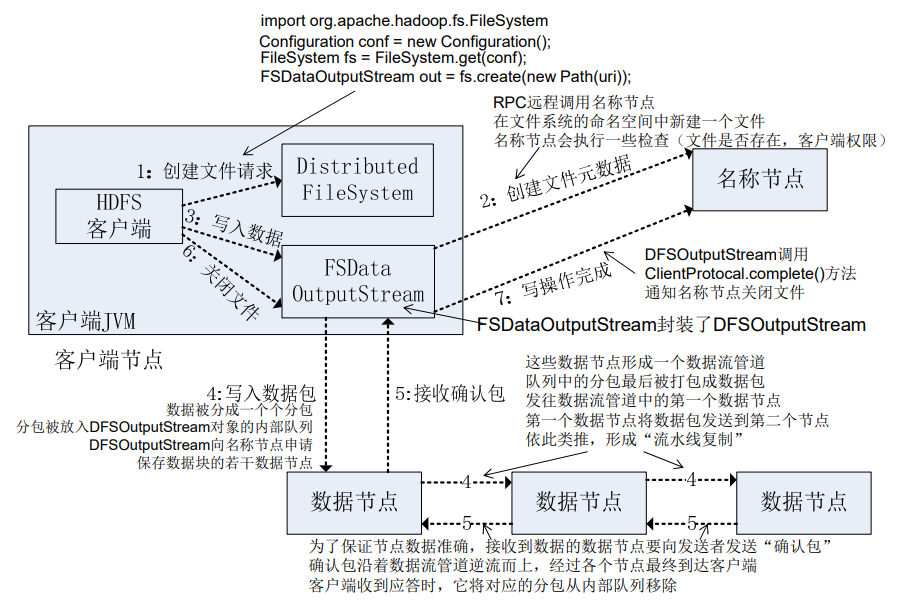 import org.apache.hadoop.fs.FileSystem
Configuration conf = new Configuration();
FileSystem fs = FileSystem.get(conf);
FSDataOutputStream out = fs.create(new Path(uri));
RPC远程调用名称节点
在文件系统的命名空间中新建一个文件
名称节点会执行一些检查（文件是否存在，客户端权限）
1：创建文件请求
Distributed
FileSystem
2：创建文件元数据
名称节点
HDFS
客户端
3：写入数据
6：关闭文件
FSData
OutputStream
7：写操作完成
DFSOutputStream调用
ClientProtocal.complete()方法
通知名称节点关闭文件
客户端JVM
FSDataOutputStream封装了DFSOutputStream
客户端节点
4:写入数据包
数据被分成一个个分包
分包被放入DFSOutputStream对象的内部队列
DFSOutputStream向名称节点申请
保存数据块的若干数据节点
5:接收确认包
这些数据节点形成一个数据流管道
队列中的分包最后被打包成数据包
发往数据流管道中的第一个数据节点
第一个数据节点将数据包发送到第二个节点
依此类推，形成“流水线复制”
数据节点
4
5
数据节点
4
5
数据节点
为了保证节点数据准确，接收到数据的数据节点要向发送者发送“确认包”
确认包沿着数据流管道逆流而上，经过各个节点最终到达客户端
客户端收到应答时，它将对应的分包从内部队列移除